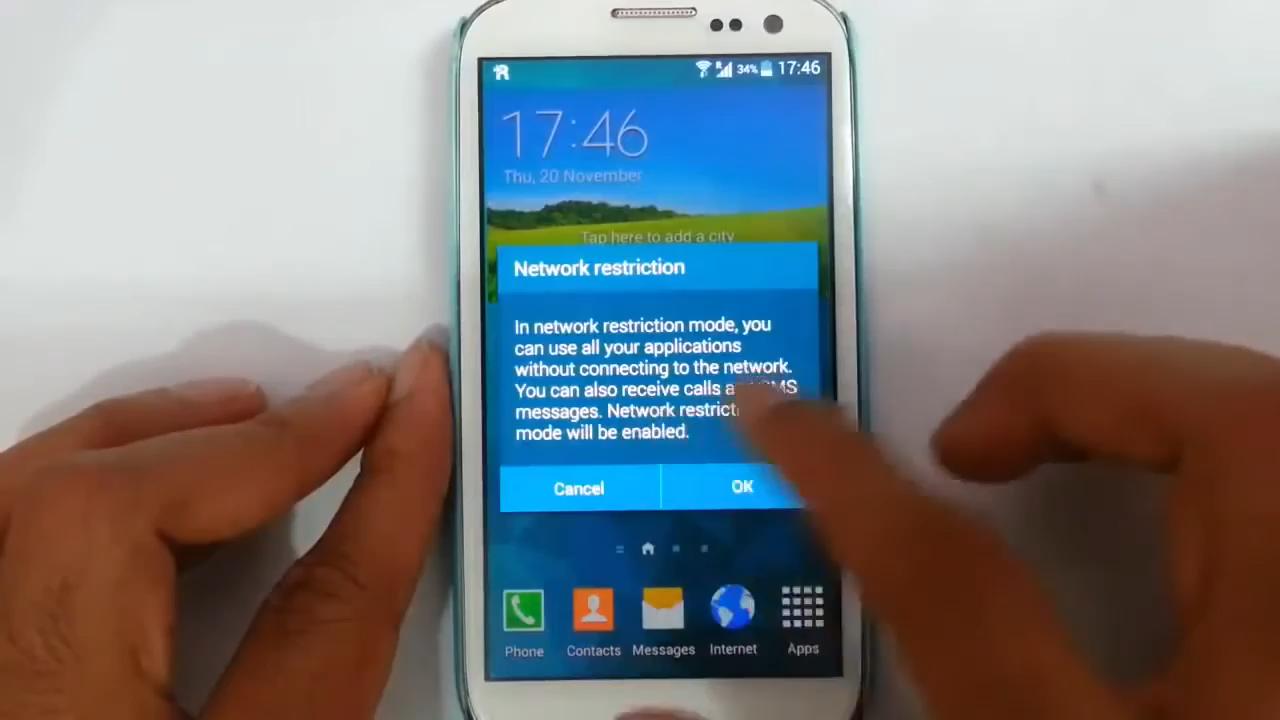 R 34% 17:46
17:46
Thu, 20 November
Tap here to add a city
Network restriction
In network restriction mode, you
can use all your applications
without connecting to the network.
You can also receive calls
messages. Network
mode will be enabled.
Cancel OK
Phone Contacts Messages Internet Apps